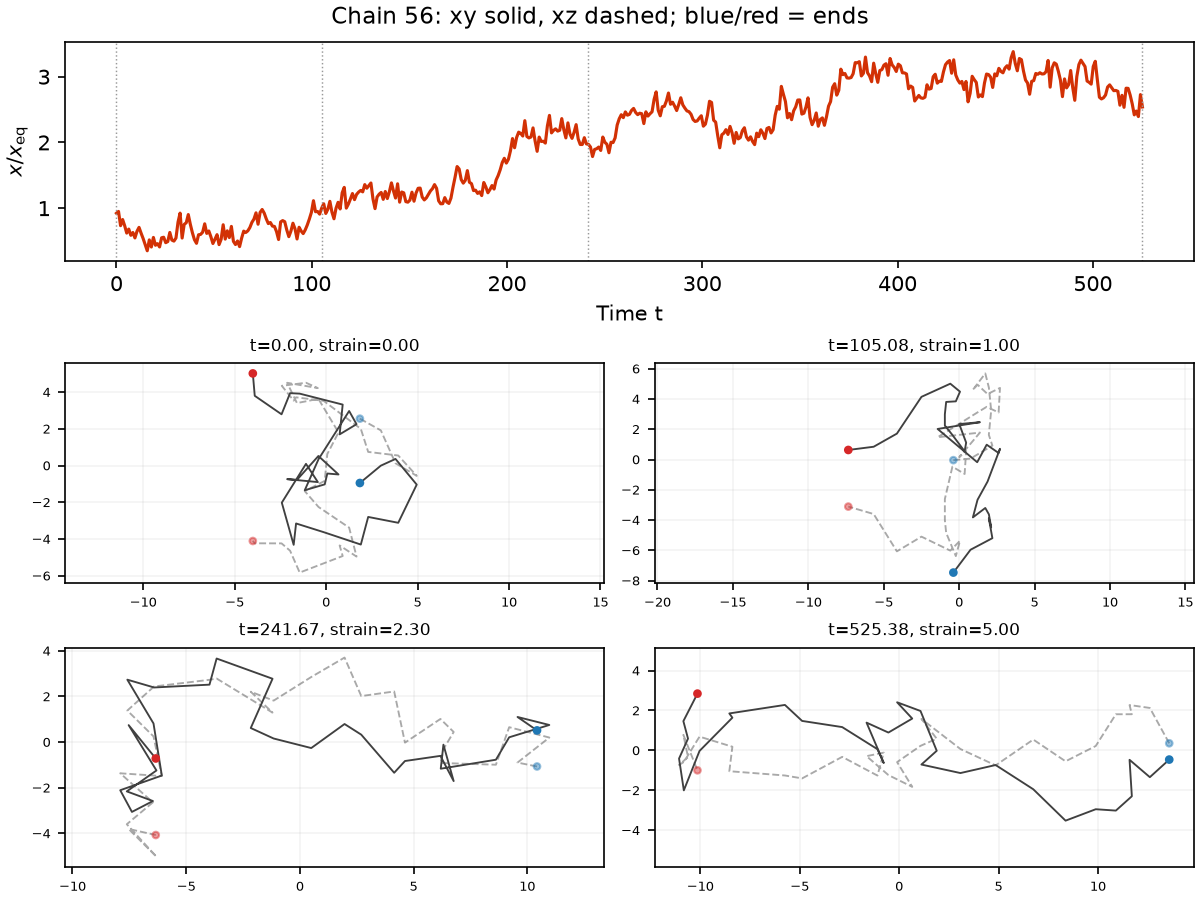 Chain 56: xy solid, xz dashed; blue/red = ends
x/x_eq
3
2
1
0 100 200 300 400 500
Time t
t=0.00, strain=0.00
4
2
0
−2
−4
−6
−10 −5 0 5 10 15
t=105.08, strain=1.00
6
4
2
0
−2
−4
−6
−8
−20 −15 −10 −5 0 5 10 15
t=241.67, strain=2.30
4
2
0
−2
−4
−10 −5 0 5 10
t=525.38, strain=5.00
4
2
0
−2
−4
−10 −5 0 5 10